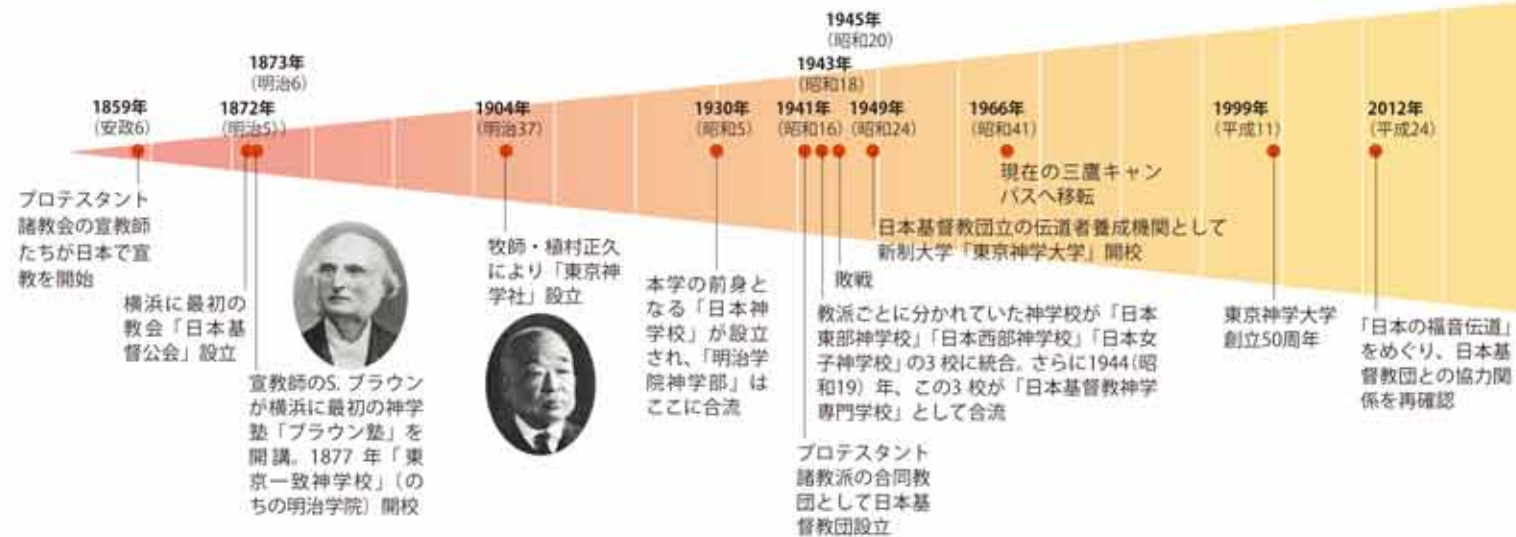 1859年
(安政6)
プロテスタント
諸教会の宣教師
たちが日本で宣
教を開始
1872年
(明治5))
横浜に最初の
教会「日本基
督公会」設立
1873年
(明治6)
宣教師のS. ブラウン
が横浜に最初の神学
塾「ブラウン塾」を
開講。1877 年「東
京一致神学校」(の
ちの明治学院) 開校
1904年
(明治37)
牧師・植村正久
により「東京神
学社」設立
1930年
(昭和5)
本学の前身と
なる「日本神
学校」が設立
され、「明治学
院神学部」は
ここに合流
1941年
(昭和16)
プロテスタント
諸教派の合同教
団として日本基
督教団設立
1943年
(昭和18)
教派ごとに分かれていた神学校が「日本
東部神学校」「日本西部神学校」「日本女
子神学校」の3 校に統合。さらに1944(昭
和19) 年、この3 校が「日本基督教神学
専門学校」として合流
1945年
(昭和20)
敗戦
1949年
(昭和24)
日本基督教団立の伝道者養成機関として
新制大学「東京神学大学」開校
1966年
(昭和41)
現在の三鷹キャン
パスへ移転
1999年
(平成11)
東京神学大学
創立50周年
2012年
(平成24)
「日本の福音伝道」
をめぐり、日本基
督教団との協力関
係を再確認